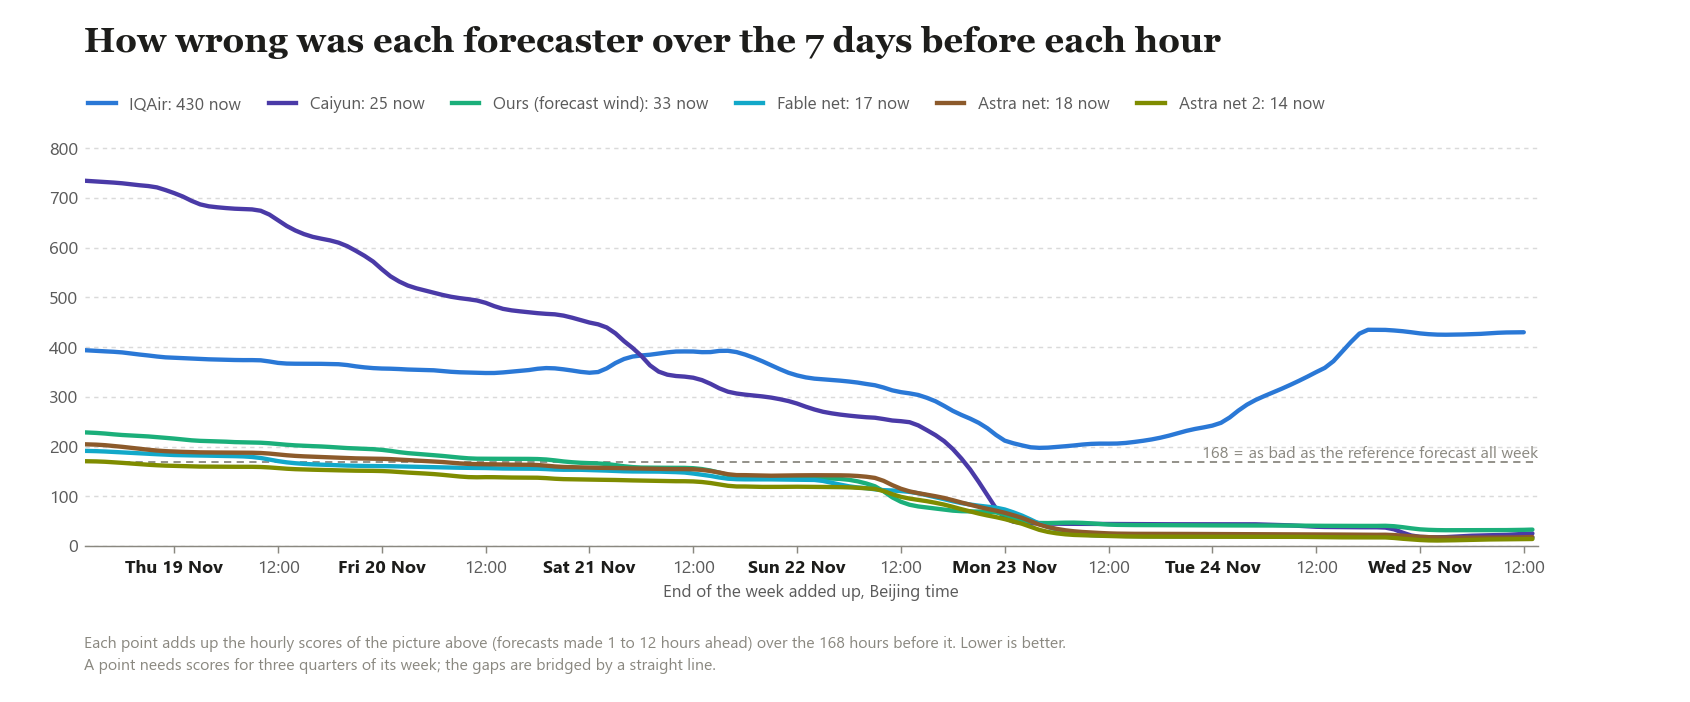 How wrong was each forecaster over the 7 days before each hour
IQAir: 430 now Caiyun: 25 now Ours (forecast wind): 33 now Fable net: 17 now Astra net: 18 now Astra net 2: 14 now
800
700
600
500
400
300
200
168 = as bad as the reference forecast all week
100
0
Thu 19 Nov 12:00 Fri 20 Nov 12:00 Sat 21 Nov 12:00 Sun 22 Nov 12:00 Mon 23 Nov 12:00 Tue 24 Nov 12:00 Wed 25 Nov 12:00
End of the week added up, Beijing time
Each point adds up the hourly scores of the picture above (forecasts made 1 to 12 hours ahead) over the 168 hours before it. Lower is better.
A point needs scores for three quarters of its week; the gaps are bridged by a straight line.